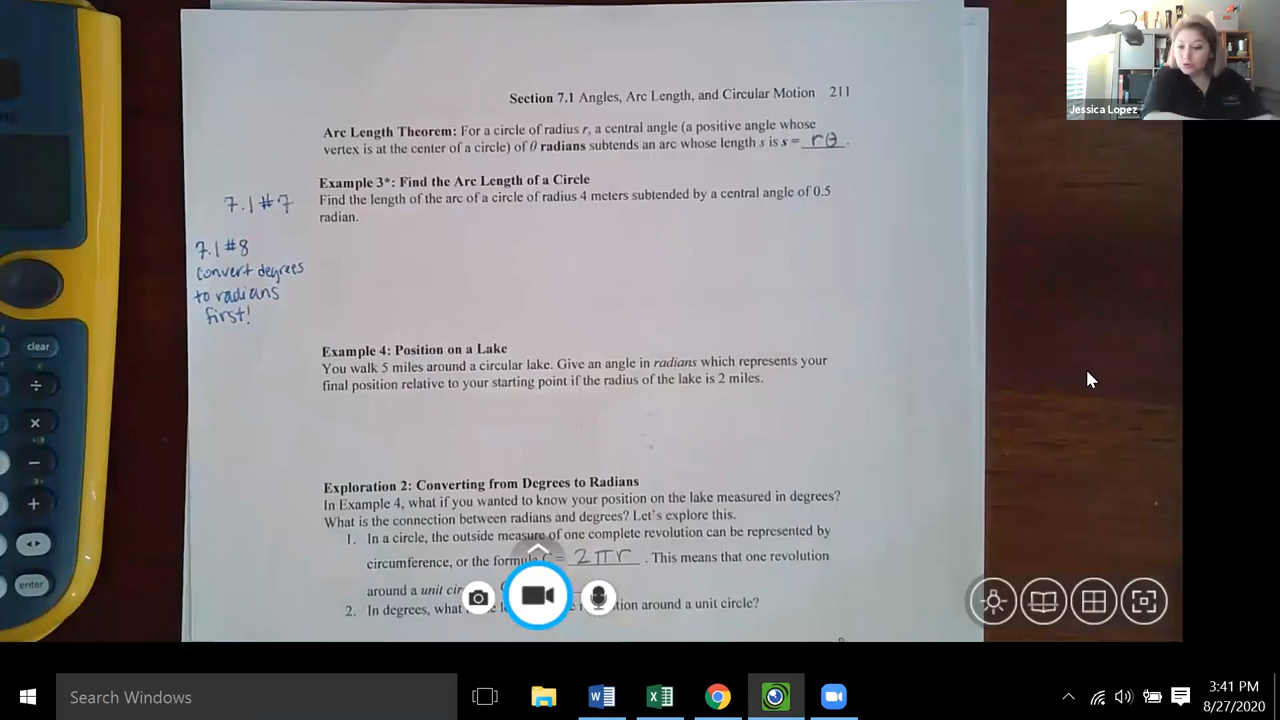 Section 7.1 Angles, Arc Length, and Circular Motion 211
Jessica Lopez
Arc Length Theorem: For a circle of radius r, a central angle (a positive angle whose
vertex is at the center of a circle) of θ radians subtends an arc whose length s is s = rθ.
Example 3*: Find the Arc Length of a Circle
7.1 #7
Find the length of the arc of a circle of radius 4 meters subtended by a central angle of 0.5
radian.
7.1 #8
convert degrees
to radians
first!
Example 4: Position on a Lake
You walk 5 miles around a circular lake. Give an angle in radians which represents your
final position relative to your starting point if the radius of the lake is 2 miles.
clear
÷
×
−
+
enter
Exploration 2: Converting from Degrees to Radians
In Example 4, what if you wanted to know your position on the lake measured in degrees?
What is the connection between radians and degrees? Let's explore this.
1. In a circle, the outside measure of one complete revolution can be represented by
circumference, or the formula C = 2πr. This means that one revolution
around a unit
2. In degrees, what around a unit circle?
Search Windows
3:41 PM
8/27/2020